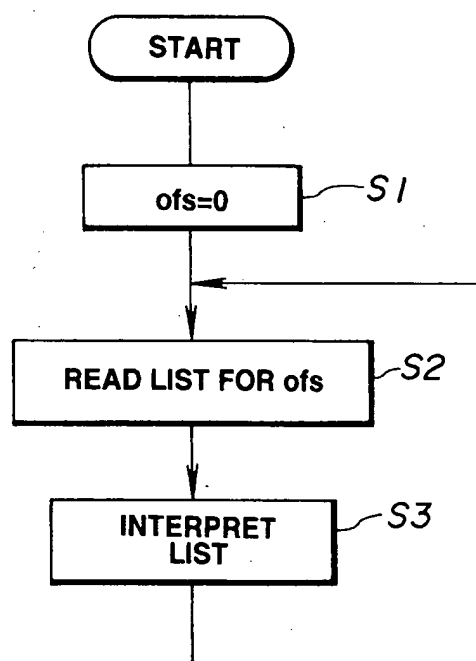 START
ofs=0
S1
READ LIST FOR ofs
S2
INTERPRET
LIST
S3